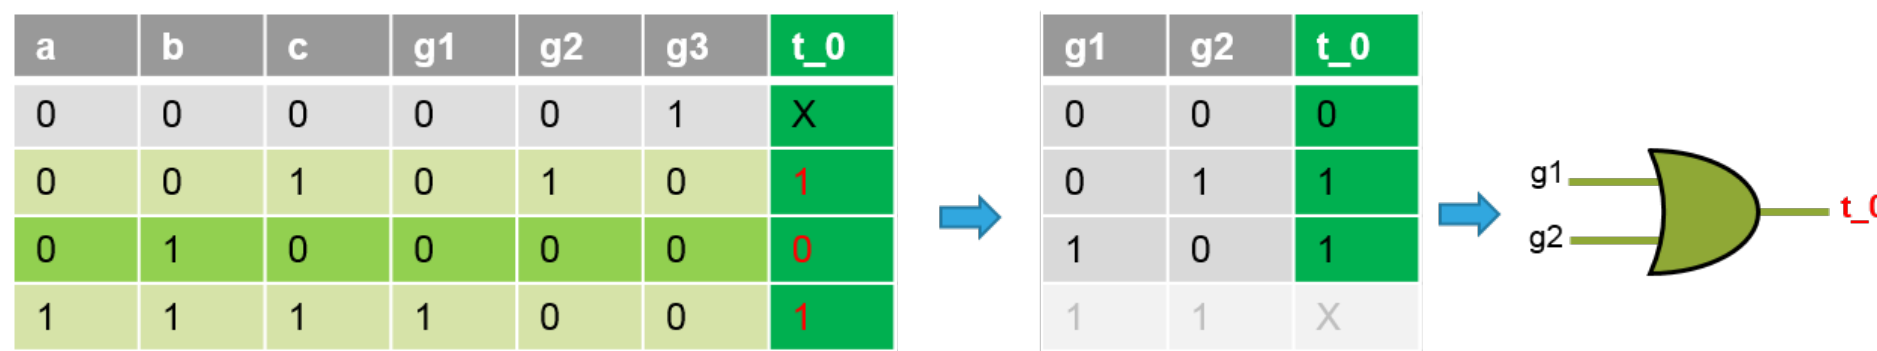 a b c g1 g2 g3 t_0
0 0 0 0 0 1 X
0 0 1 0 1 0 1
0 1 0 0 0 0 0
1 1 1 1 0 0 1
g1 g2 t_0
0 0 0
0 1 1
1 0 1
1 1 X
g1
g2
t_0